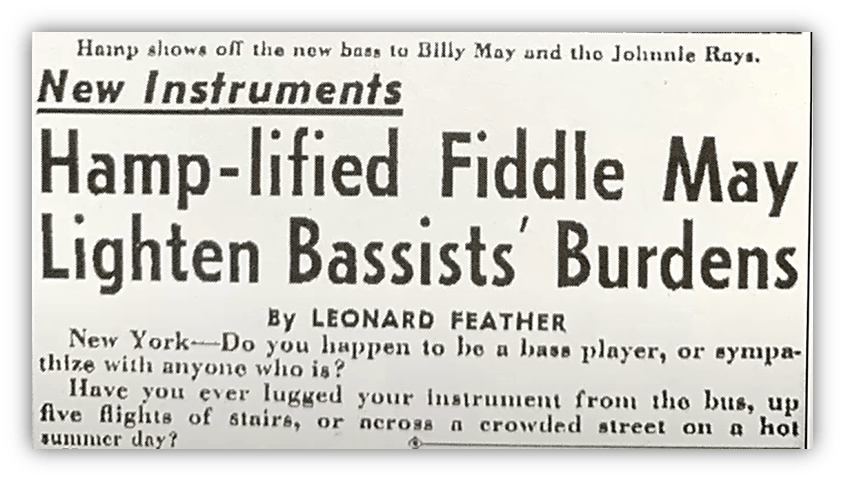 Hamp shows off the new bass to Billy May and the Johnnie Rays.
New Instruments
Hamp-lified Fiddle May
Lighten Bassists' Burdens
By LEONARD FEATHER
New York—Do you happen to be a bass player, or sympa-
thize with anyone who is?
Have you ever lugged your instrument from the bus, up
five flights of stairs, or across a crowded street on a hot
summer day?